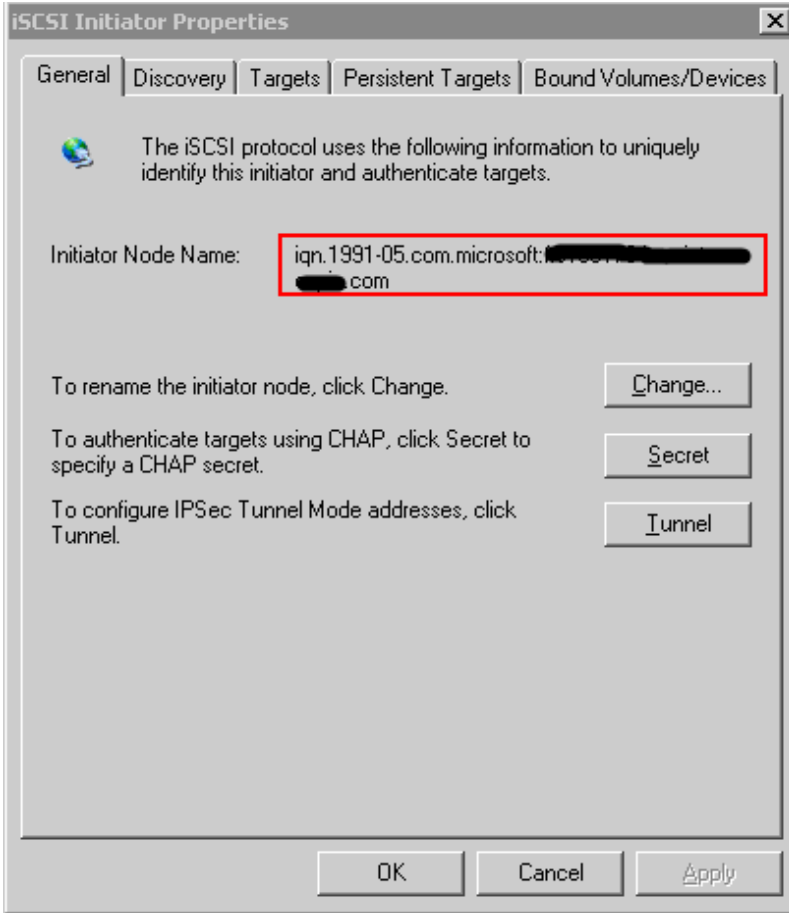 iSCSI Initiator Properties
General Discovery Targets Persistent Targets Bound Volumes/Devices
The iSCSI protocol uses the following information to uniquely
identify this initiator and authenticate targets.
Initiator Node Name: iqn.1991-05.com.microsoft:
.com
To rename the initiator node, click Change. Change...
To authenticate targets using CHAP, click Secret to
specify a CHAP secret. Secret
To configure IPSec Tunnel Mode addresses, click
Tunnel. Tunnel
OK Cancel Apply